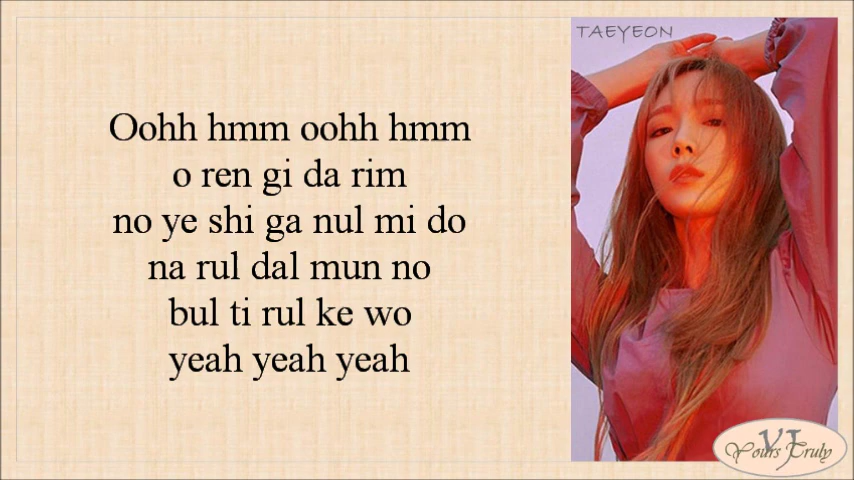 TAEYEON
Oohh hmm oohh hmm
o ren gi da rim
no ye shi ga nul mi do
na rul dal mun no
bul ti rul ke wo
yeah yeah yeah
VJ
Yours Truly